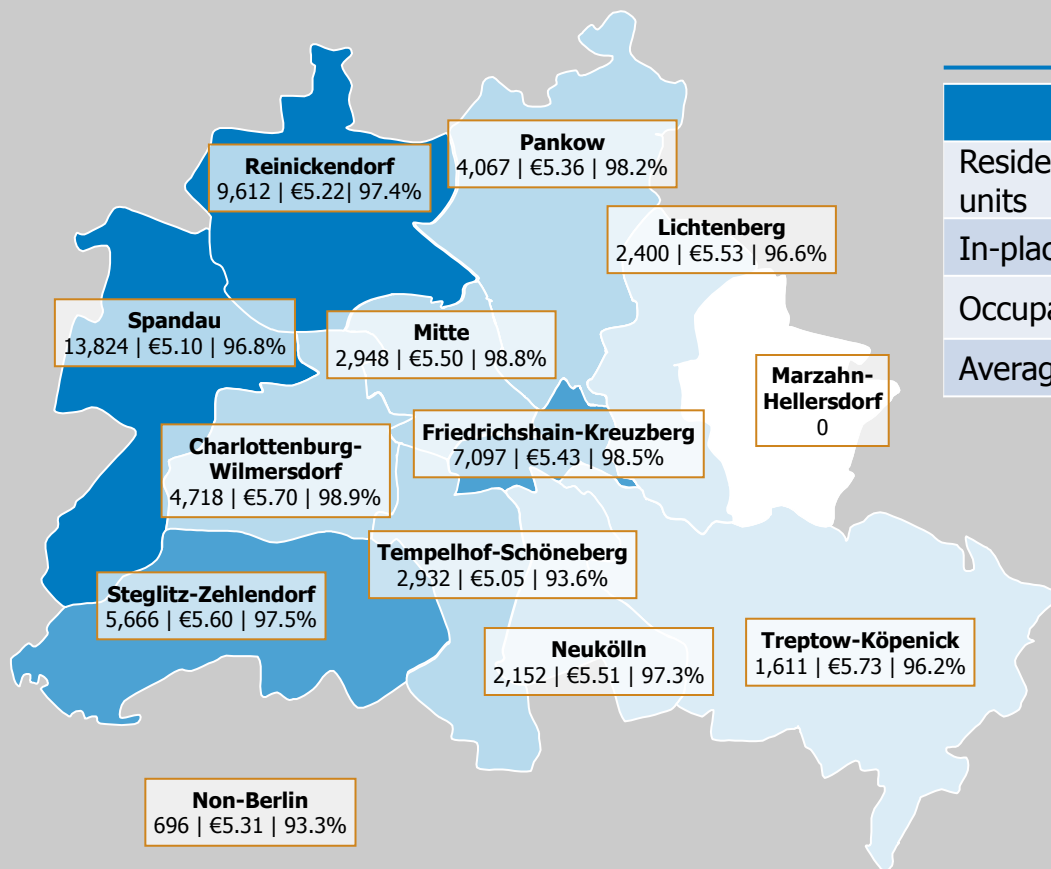 Pankow
4,067 | €5.36 | 98.2%
Reinickendorf
9,612 | €5.22| 97.4%
Lichtenberg
2,400 | €5.53 | 96.6%
Spandau
13,824 | €5.10 | 96.8%
Mitte
2,948 | €5.50 | 98.8%
Marzahn-
Hellersdorf
0
Friedrichshain-Kreuzberg
7,097 | €5.43 | 98.5%
Charlottenburg-
Wilmersdorf
4,718 | €5.70 | 98.9%
Tempelhof-Schöneberg
2,932 | €5.05 | 93.6%
Steglitz-Zehlendorf
5,666 | €5.60 | 97.5%
Neukölln
2,152 | €5.51 | 97.3%
Treptow-Köpenick
1,611 | €5.73 | 96.2%
Non-Berlin
696 | €5.31 | 93.3%
units